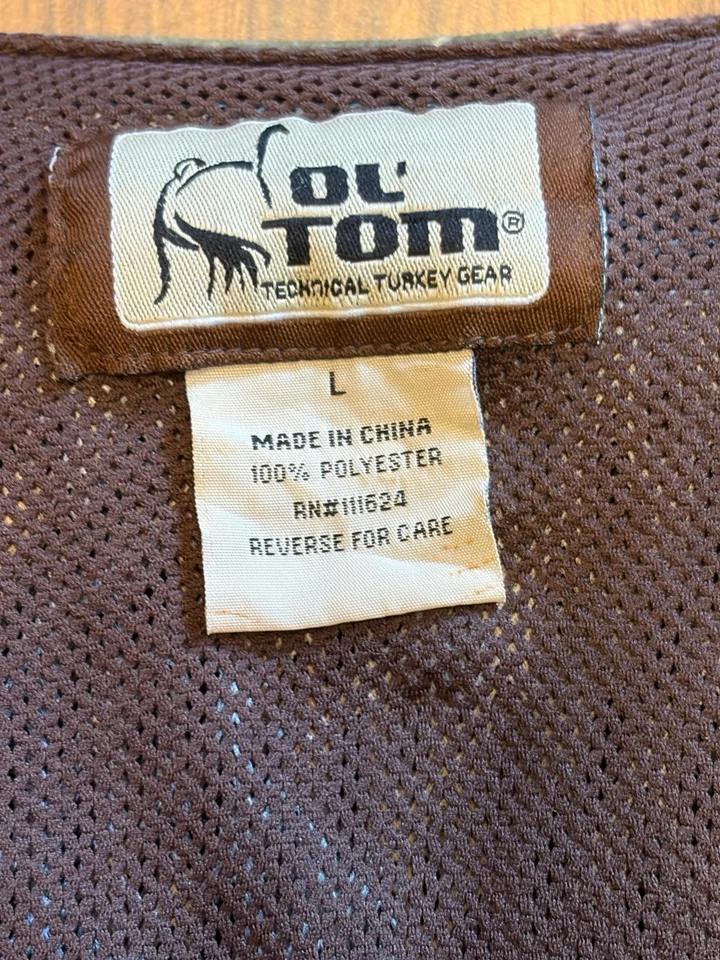 OL'
TOM®
TECHNICAL TURKEY GEAR
L
MADE IN CHINA
100% POLYESTER
RN#111624
REVERSE FOR CARE